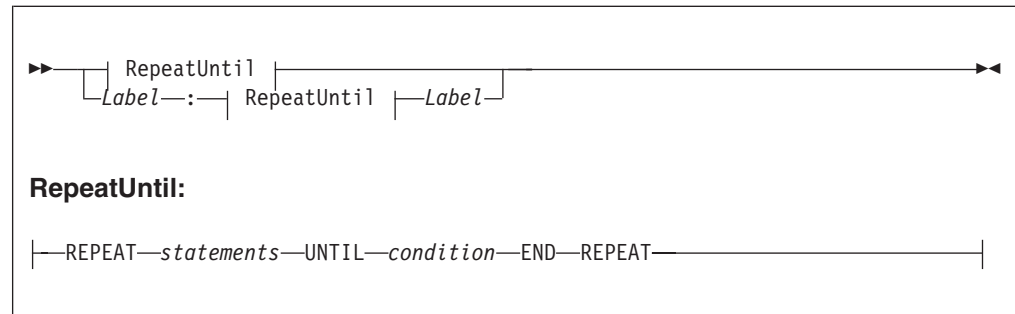 RepeatUntil
Label : RepeatUntil Label
RepeatUntil:
REPEAT statements UNTIL condition END REPEAT